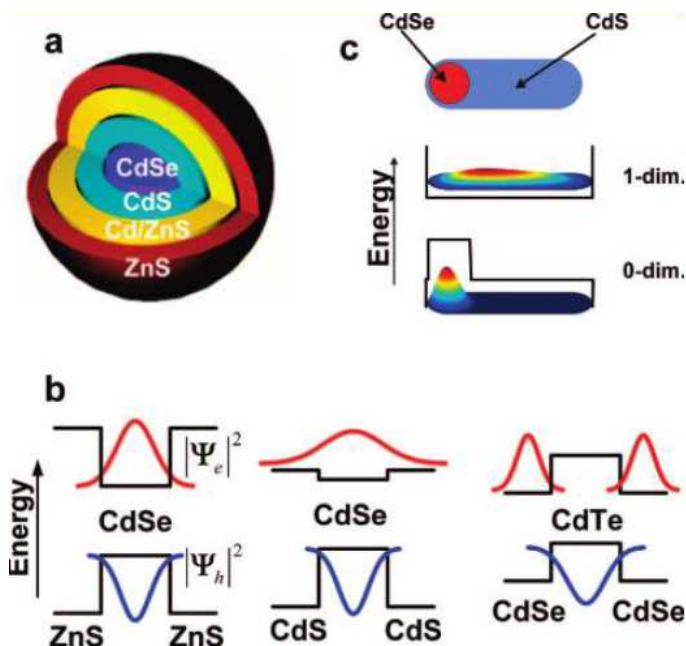 a
CdSe
CdS
Cd/ZnS
ZnS
c
CdSe CdS
Energy
1-dim.
0-dim.
b
Energy
|Ψe|²
CdSe
|Ψh|²
ZnS ZnS
CdSe
CdS CdS
CdTe
CdSe CdSe